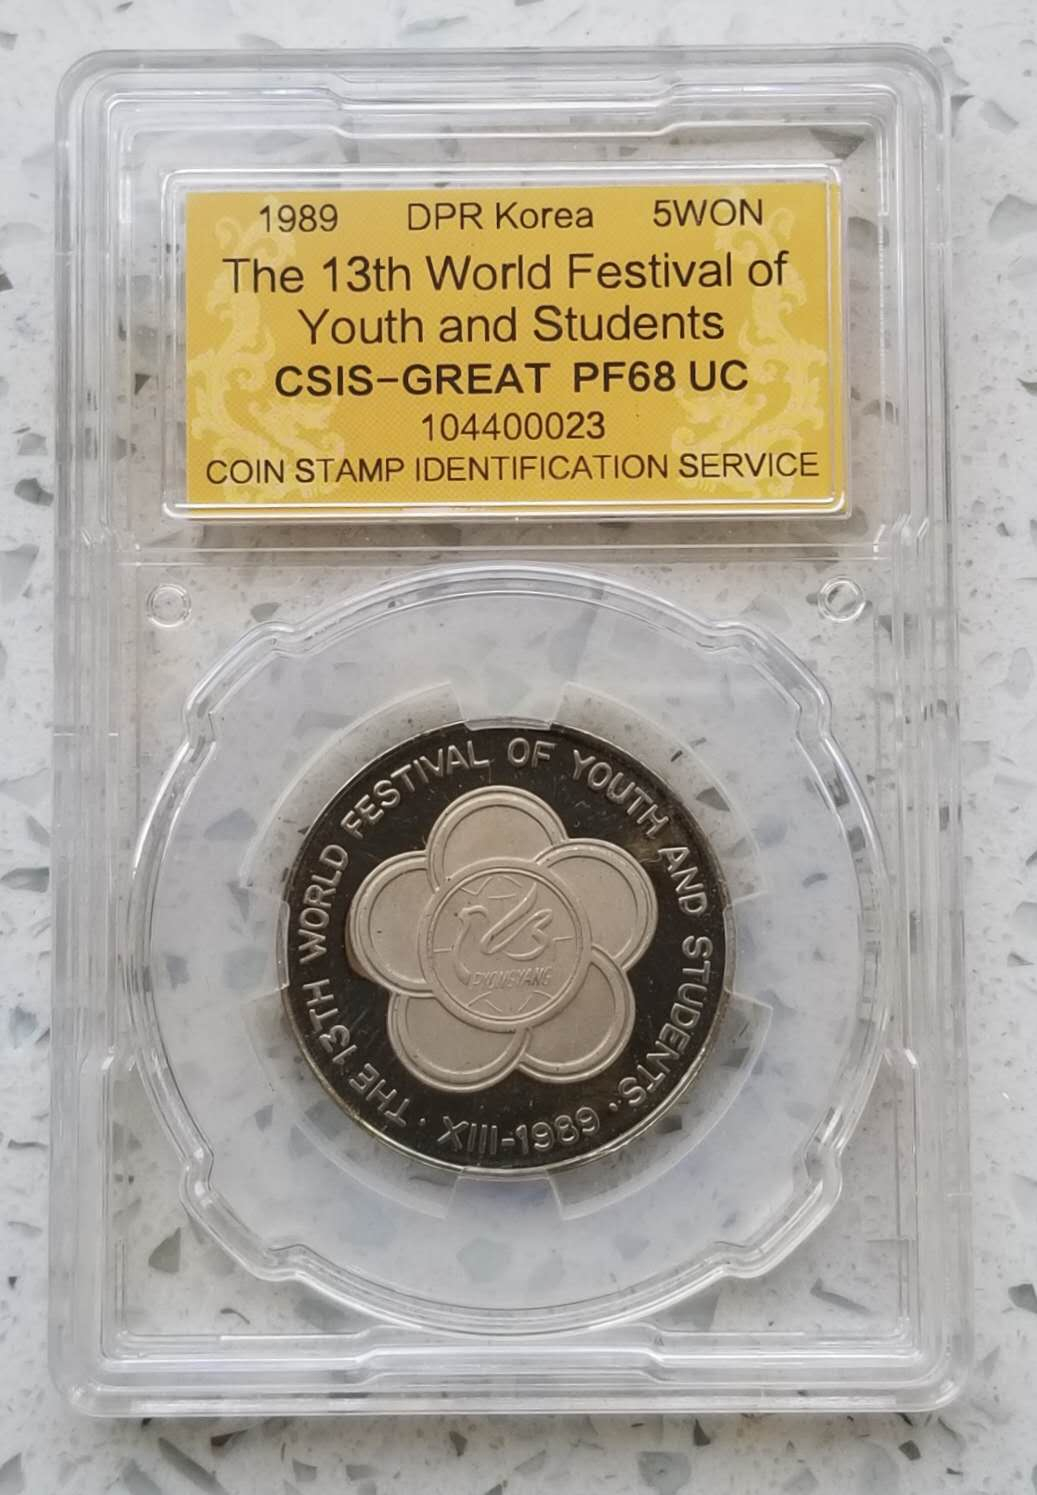 1989 DPR Korea 5WON
The 13th World Festival of
Youth and Students
CSIS-GREAT PF68 UC
104400023
COIN STAMP IDENTIFICATION SERVICE
THE 13TH WORLD FESTIVAL OF YOUTH AND STUDENTS
· XIII-1989 ·
PYONGYANG